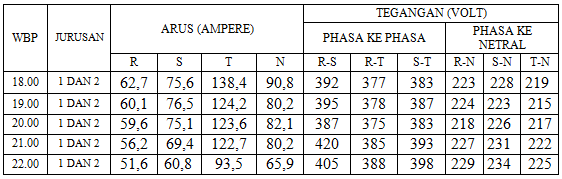 WBP JURUSAN ARUS (AMPERE) TEGANGAN (VOLT)
PHASA KE PHASA PHASA KE NETRAL
R S T N R-S R-T S-T R-N S-N T-N
18.00 1 DAN 2 62,7 75,6 138,4 90,8 392 377 383 223 228 219
19.00 1 DAN 2 60,1 76,5 124,2 80,2 395 378 387 224 223 215
20.00 1 DAN 2 59,6 75,1 123,6 82,1 387 375 383 218 226 217
21.00 1 DAN 2 56,2 69,4 122,7 80,2 420 385 393 227 231 222
22.00 1 DAN 2 51,6 60,8 93,5 65,9 405 388 398 229 234 225